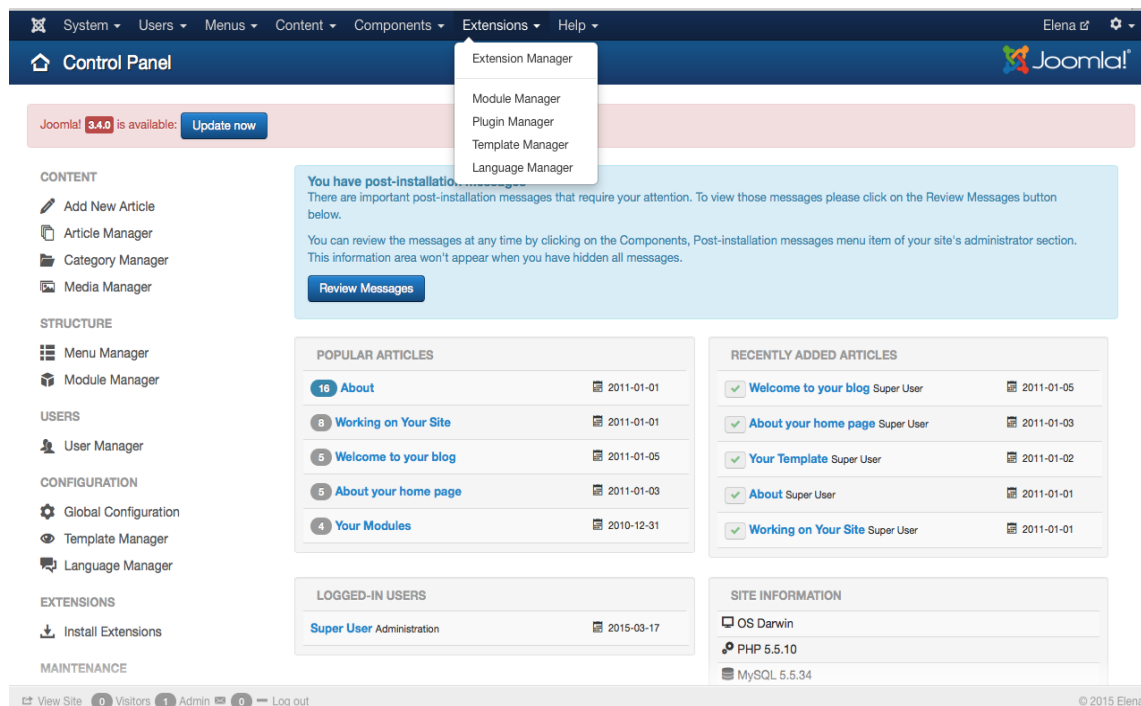 System Users Menus Content Components Extensions Help Elena
Control Panel
Joomla!
Extension Manager
Module Manager
Plugin Manager
Template Manager
Language Manager
Joomla! 3.4.0 is available: Update now
CONTENT
Add New Article
Article Manager
Category Manager
Media Manager
STRUCTURE
Menu Manager
Module Manager
USERS
User Manager
CONFIGURATION
Global Configuration
Template Manager
Language Manager
EXTENSIONS
Install Extensions
MAINTENANCE
You have post-installation messages
There are important post-installation messages that require your attention. To view those messages please click on the Review Messages button
below.
You can review the messages at any time by clicking on the Components, Post-installation messages menu item of your site's administrator section.
This information area won't appear when you have hidden all messages.
Review Messages
POPULAR ARTICLES
16 About 2011-01-01
8 Working on Your Site 2011-01-01
5 Welcome to your blog 2011-01-05
5 About your home page 2011-01-03
4 Your Modules 2010-12-31
RECENTLY ADDED ARTICLES
Welcome to your blog Super User 2011-01-05
About your home page Super User 2011-01-03
Your Template Super User 2011-01-02
About Super User 2011-01-01
Working on Your Site Super User 2011-01-01
LOGGED-IN USERS
Super User Administration 2015-03-17
SITE INFORMATION
OS Darwin
PHP 5.5.10
MySQL 5.5.34
View Site 0 Visitors 1 Admin 0 Log out © 2015 Elena